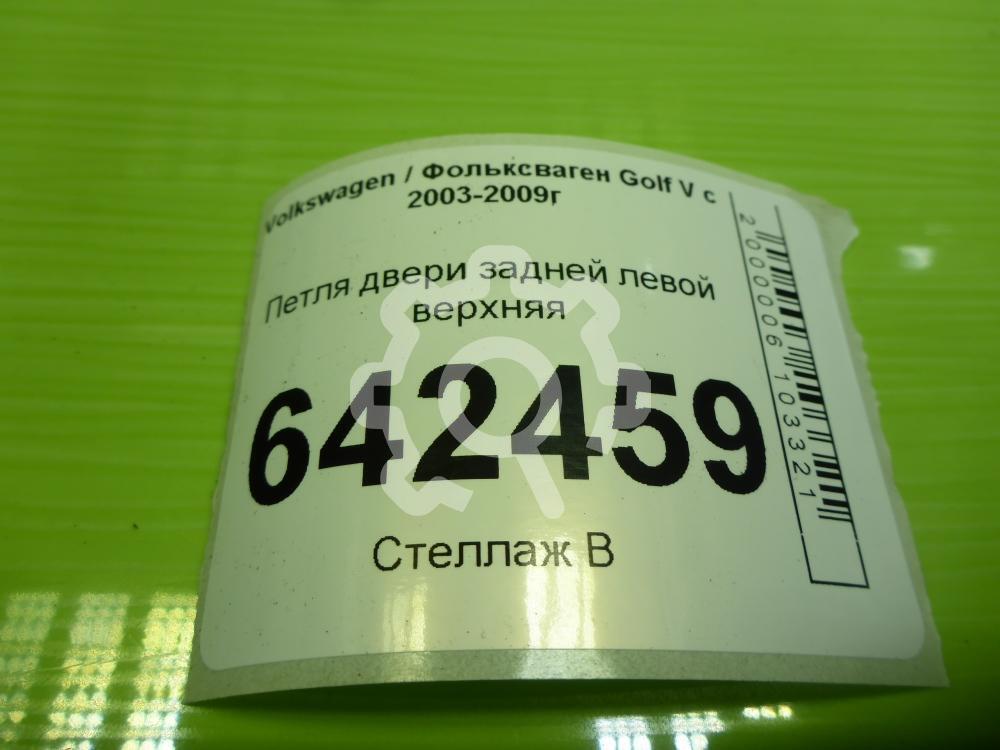 Volkswagen / Фольксваген Golf V с
2003-2009г
Петля двери задней левой
верхняя
642459
Стеллаж В
2000006103321